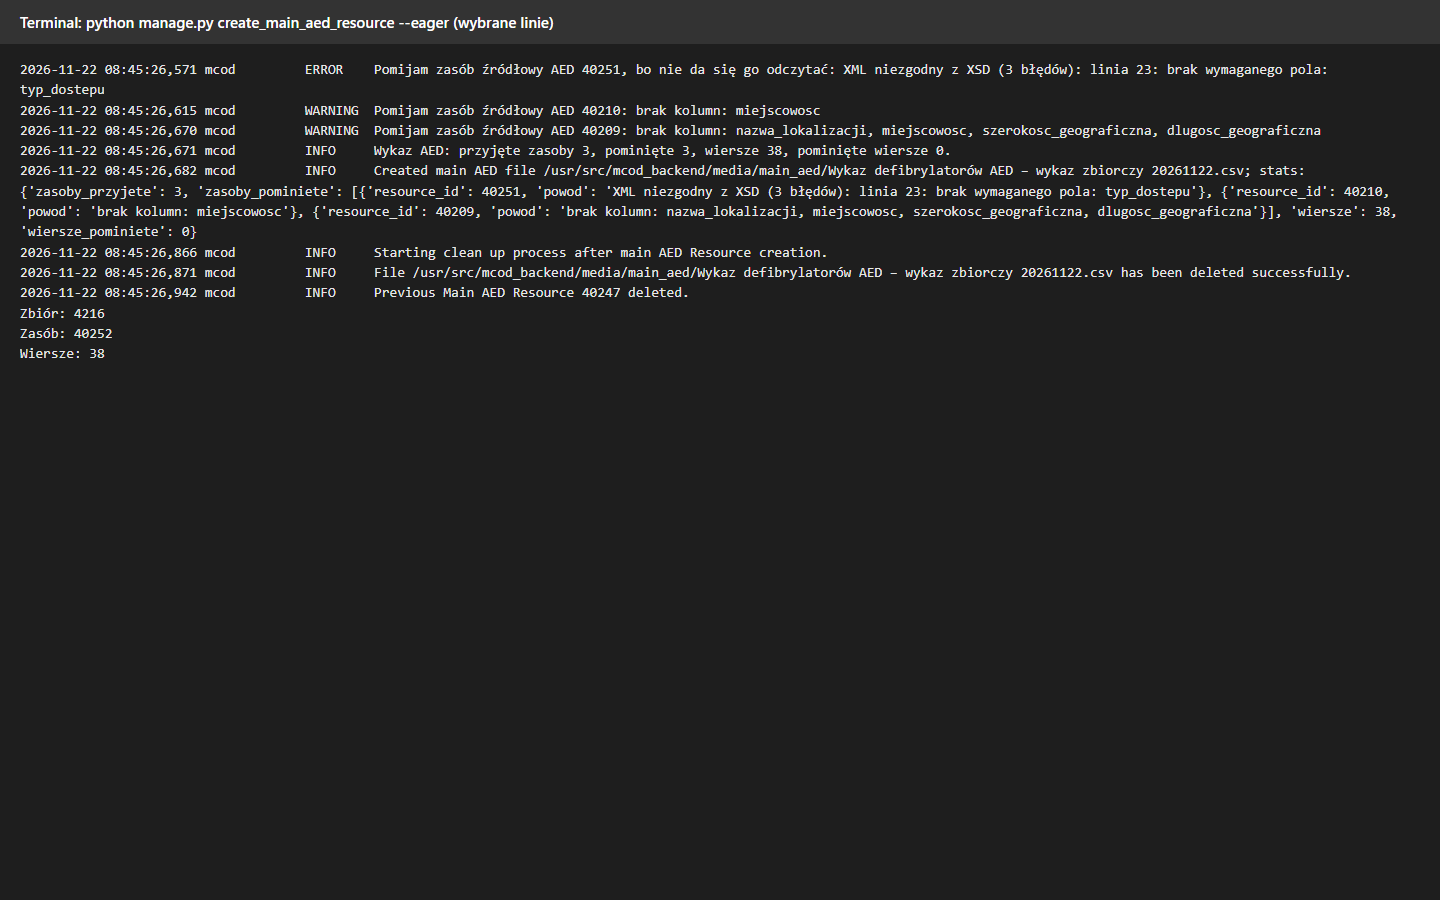 Terminal: python manage.py create_main_aed_resource --eager (wybrane linie)
2026-11-22 08:45:26,571 mcod ERROR Pomijam zasób źródłowy AED 40251, bo nie da się go odczytać: XML niezgodny z XSD (3 błędów): linia 23: brak wymaganego pola:
typ_dostepu
2026-11-22 08:45:26,615 mcod WARNING Pomijam zasób źródłowy AED 40210: brak kolumn: miejscowosc
2026-11-22 08:45:26,670 mcod WARNING Pomijam zasób źródłowy AED 40209: brak kolumn: nazwa_lokalizacji, miejscowosc, szerokosc_geograficzna, dlugosc_geograficzna
2026-11-22 08:45:26,671 mcod INFO Wykaz AED: przyjęte zasoby 3, pominięte 3, wiersze 38, pominięte wiersze 0.
2026-11-22 08:45:26,682 mcod INFO Created main AED file /usr/src/mcod_backend/media/main_aed/Wykaz defibrylatorów AED – wykaz zbiorczy 20261122.csv; stats:
{'zasoby_przyjete': 3, 'zasoby_pominiete': [{'resource_id': 40251, 'powod': 'XML niezgodny z XSD (3 błędów): linia 23: brak wymaganego pola: typ_dostepu'}, {'resource_id': 40210,
'powod': 'brak kolumn: miejscowosc'}, {'resource_id': 40209, 'powod': 'brak kolumn: nazwa_lokalizacji, miejscowosc, szerokosc_geograficzna, dlugosc_geograficzna'}], 'wiersze': 38,
'wiersze_pominiete': 0}
2026-11-22 08:45:26,866 mcod INFO Starting clean up process after main AED Resource creation.
2026-11-22 08:45:26,871 mcod INFO File /usr/src/mcod_backend/media/main_aed/Wykaz defibrylatorów AED – wykaz zbiorczy 20261122.csv has been deleted successfully.
2026-11-22 08:45:26,942 mcod INFO Previous Main AED Resource 40247 deleted.
Zbiór: 4216
Zasób: 40252
Wiersze: 38